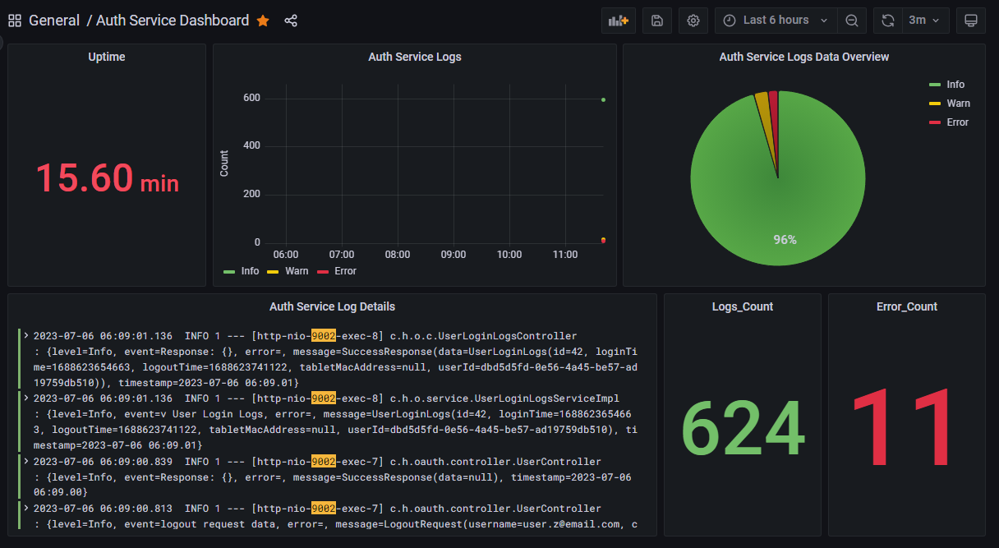 General / Auth Service Dashboard
Last 6 hours
3m
Uptime
15.60 min
Auth Service Logs
600
400
200
0
Count
06:00 07:00 08:00 09:00 10:00 11:00
Info Warn Error
Auth Service Logs Data Overview
Info
Warn
Error
96%
Auth Service Log Details
2023-07-06 06:09:01.136 INFO 1 --- [http-nio-9002-exec-8] c.h.o.c.UserLoginLogsController
: {level=Info, event=Response: {}, error=, message=SuccessResponse(data=UserLoginLogs(id=42, loginTi
me=1688623654663, logoutTime=1688623741122, tabletMacAddress=null, userId=dbd5d5fd-0e56-4a45-be57-ad
19759db510)), timestamp=2023-07-06 06:09.01}
2023-07-06 06:09:01.136 INFO 1 --- [http-nio-9002-exec-8] c.h.o.service.UserLoginLogsServiceImpl
: {level=Info, event=v User Login Logs, error=, message=UserLoginLogs(id=42, loginTime=168862365466
3, logoutTime=1688623741122, tabletMacAddress=null, userId=dbd5d5fd-0e56-4a45-be57-ad19759db510), ti
mestamp=2023-07-06 06:09.01}
2023-07-06 06:09:00.839 INFO 1 --- [http-nio-9002-exec-7] c.h.oauth.controller.UserController
: {level=Info, event=Response: {}, error=, message=SuccessResponse(data=null), timestamp=2023-07-06
06:09.00}
2023-07-06 06:09:00.813 INFO 1 --- [http-nio-9002-exec-7] c.h.oauth.controller.UserController
: {level=Info, event=logout request data, error=, message=LogoutRequest(username=user.z@email.com, c
Logs_Count
624
Error_Count
11